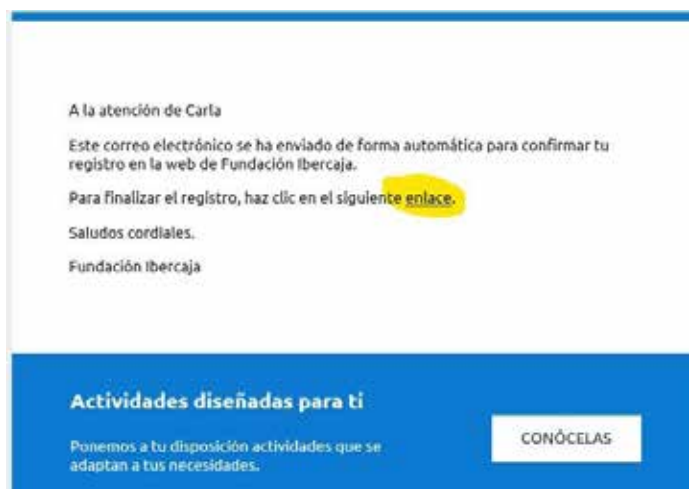 A la atención de Carla
Este correo electrónico se ha enviado de forma automática para confirmar tu
registro en la web de Fundación Ibercaja.
Para finalizar el registro, haz clic en el siguiente enlace.
Saludos cordiales.
Fundación Ibercaja
Actividades diseñadas para ti
Ponemos a tu disposición actividades que se
adaptan a tus necesidades.
CONÓCELAS